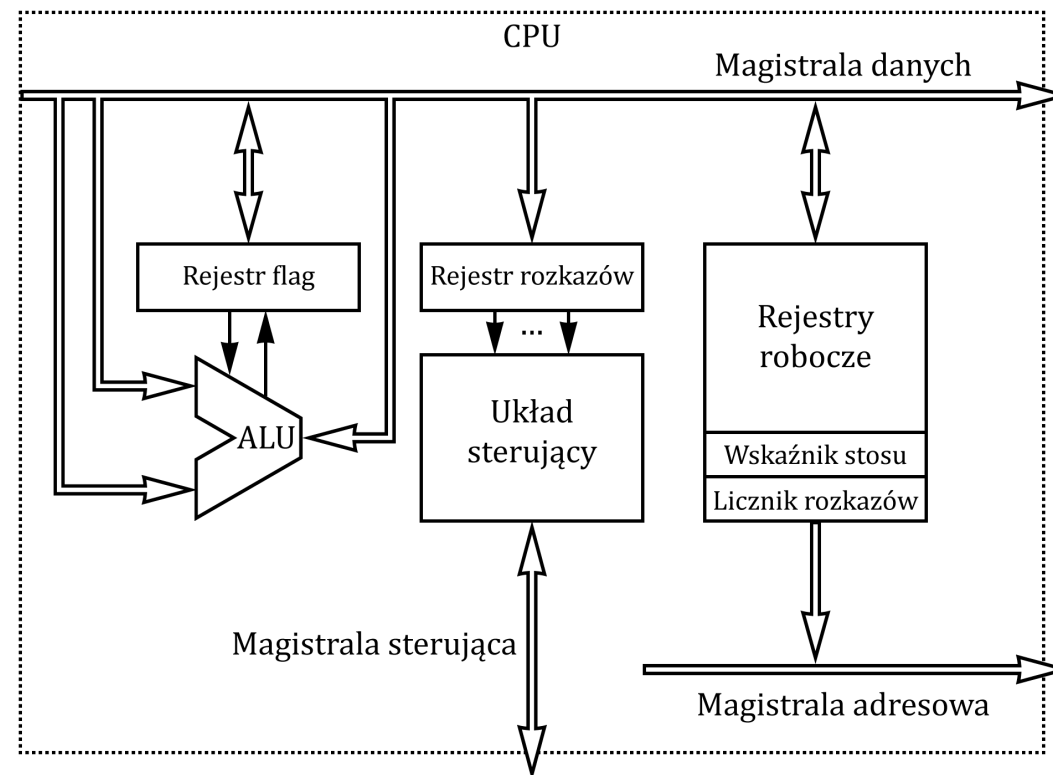 CPU
Magistrala danych
Rejestr flag
Rejestr rozkazów
...
Rejestry
robocze
ALU
Układ
sterujący
Wskaźnik stosu
Licznik rozkazów
Magistrala sterująca
Magistrala adresowa